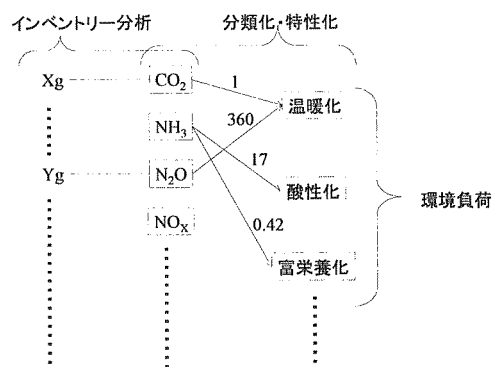 インベントリー分析
分類化・特性化
Xg
CO₂
1
温暖化
NH₃
360
Yg
N₂O
17
酸性化
環境負荷
NOX
0.42
富栄養化